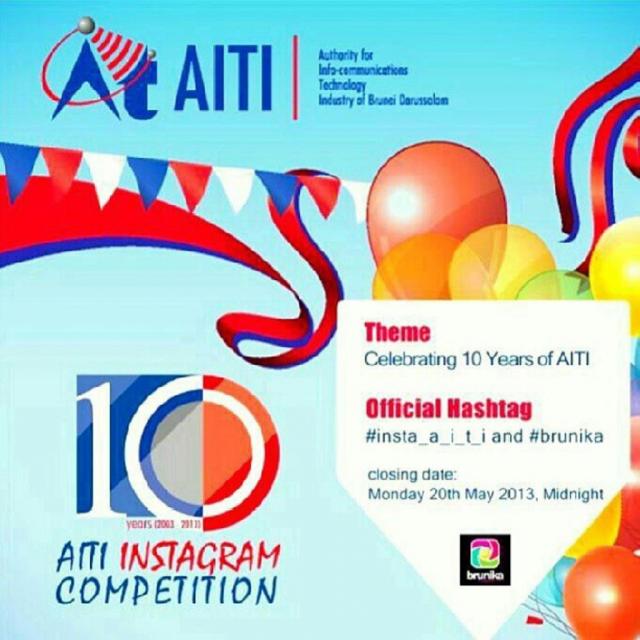 At AITI
Authority for
Info-communications
Technology
Industry of Brunei Darussalam
Theme
Celebrating 10 Years of AITI
Official Hashtag
#insta_a_i_t_i and #brunika
closing date:
Monday 20th May 2013, Midnight
brunika
10
years (2003 - 2013)
AITI INSTAGRAM
COMPETITION